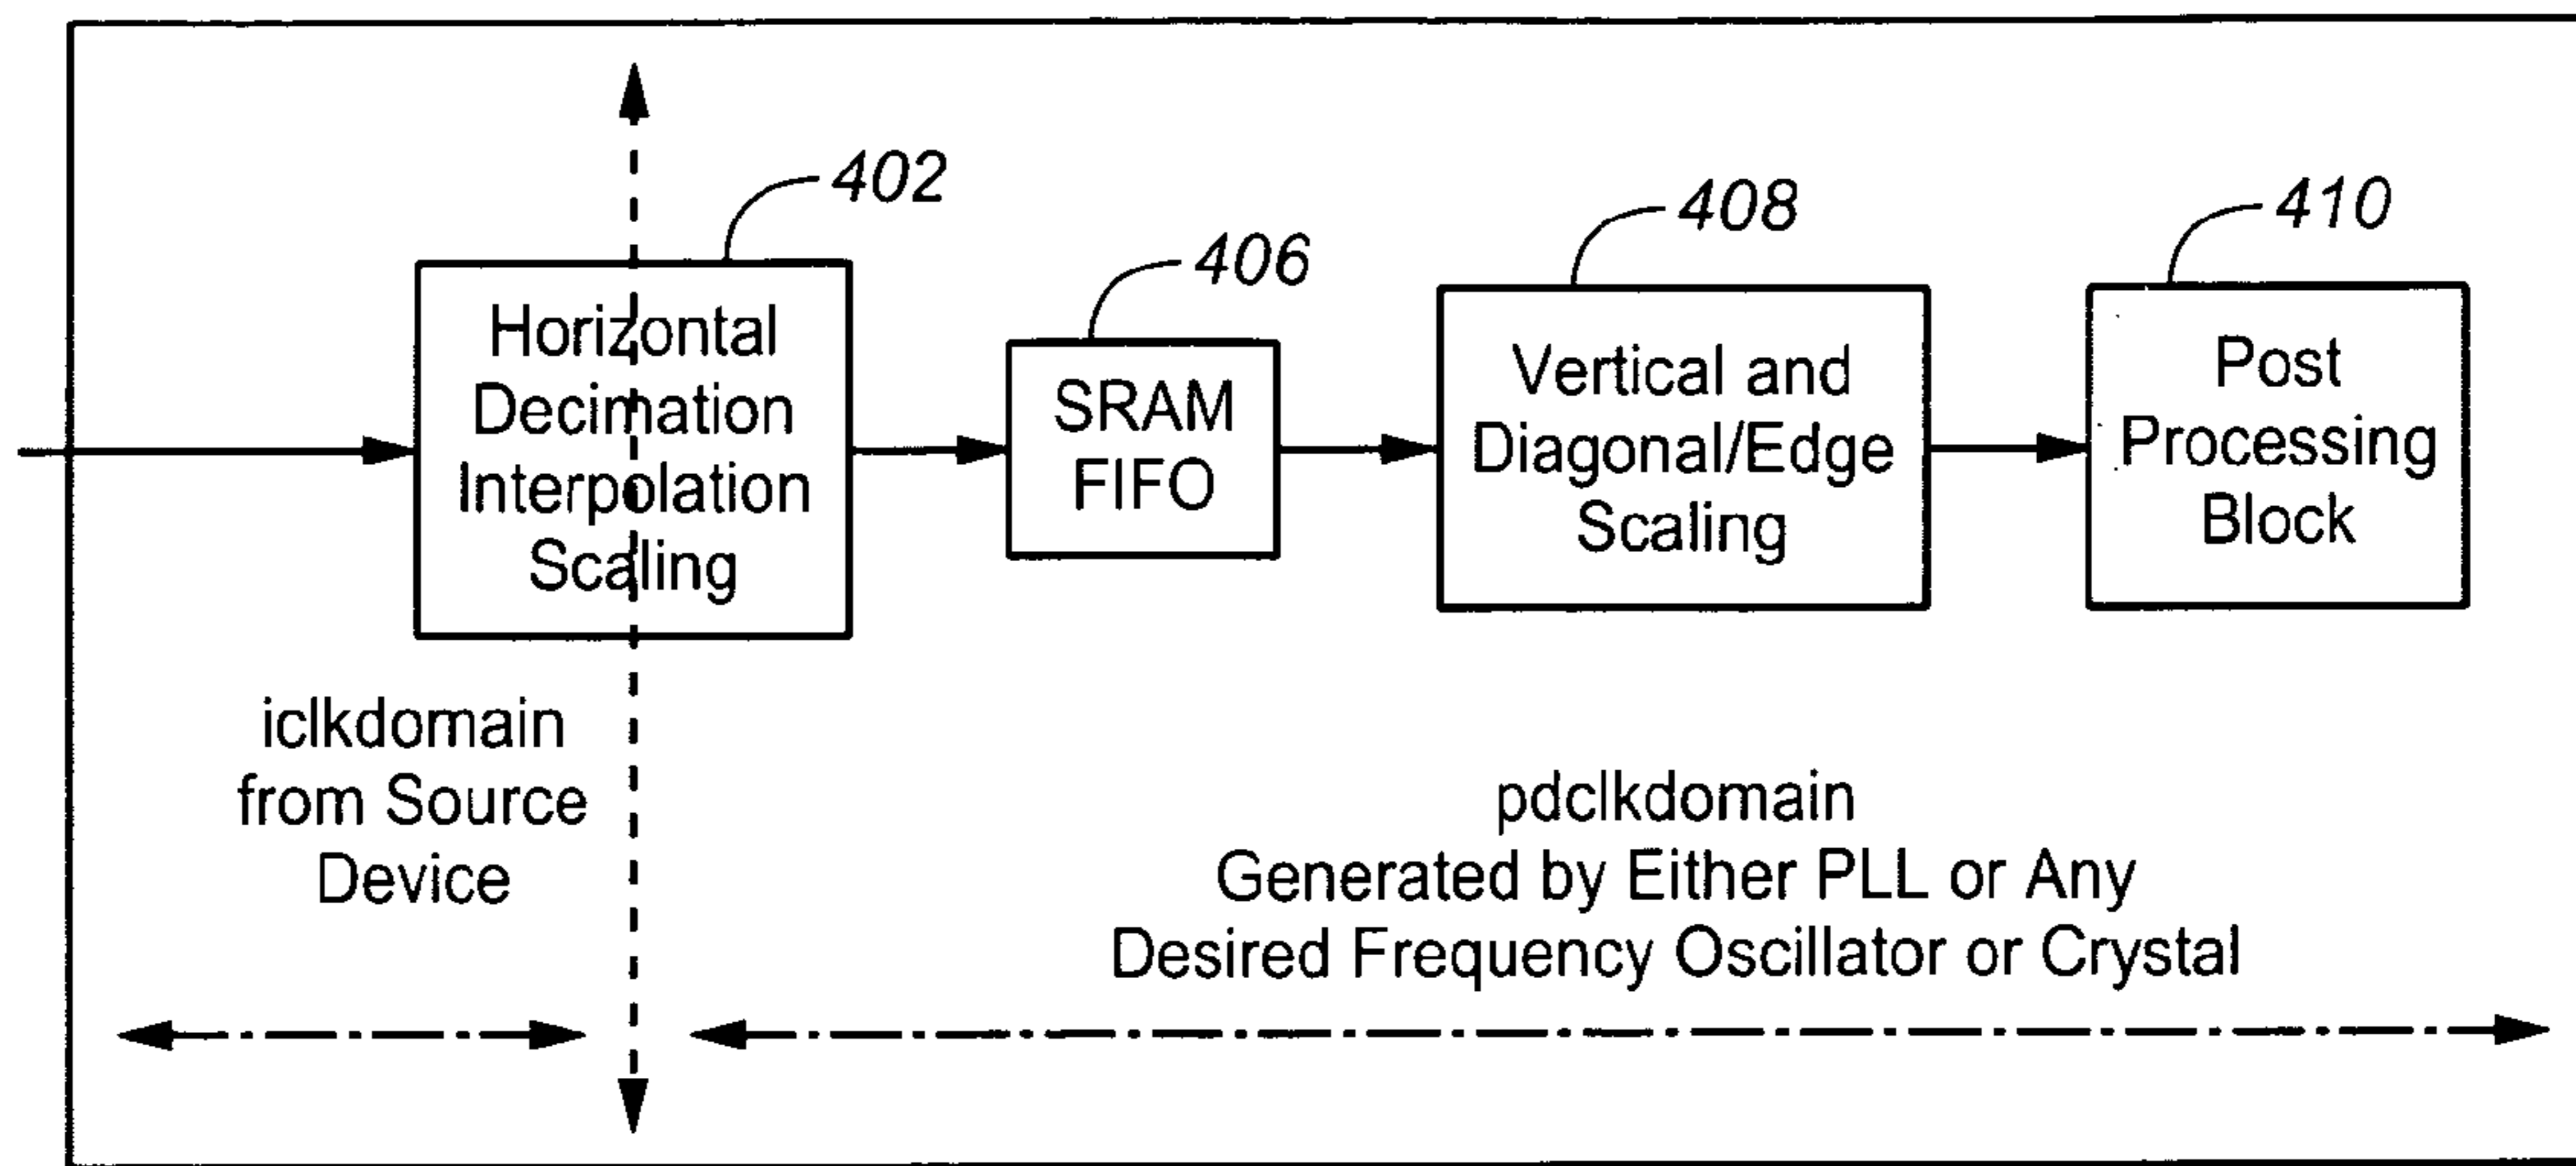 402
Horizontal
Decimation
Interpolation
Scaling
406
SRAM
FIFO
408
Vertical and
Diagonal/Edge
Scaling
410
Post
Processing
Block
iclkdomain
from Source
Device
pdclkdomain
Generated by Either PLL or Any
Desired Frequency Oscillator or Crystal